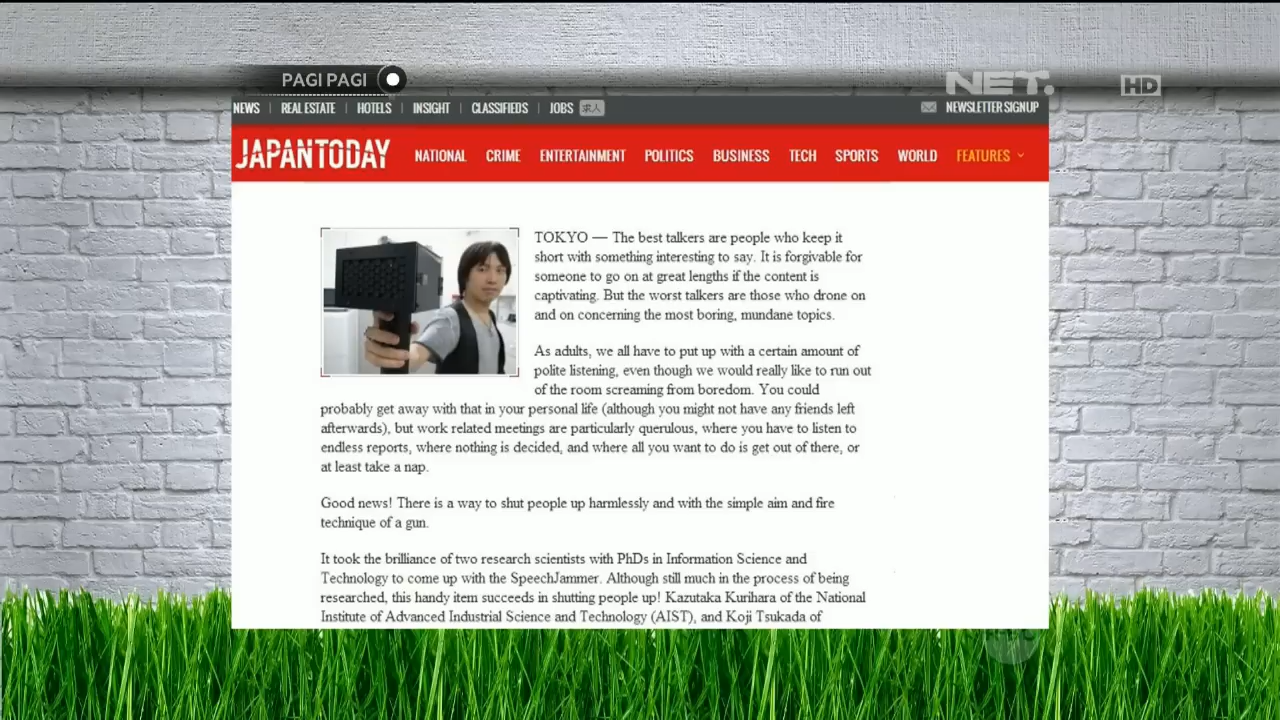 PAGI PAGI
NET.
HD
NEWS | REAL ESTATE | HOTELS | INSIGHT | CLASSIFIEDS | JOBS 求人
NEWSLETTER SIGNUP
JAPANTODAY NATIONAL CRIME ENTERTAINMENT POLITICS BUSINESS TECH SPORTS WORLD FEATURES
TOKYO — The best talkers are people who keep it
short with something interesting to say. It is forgivable for
someone to go on at great lengths if the content is
captivating. But the worst talkers are those who drone on
and on concerning the most boring, mundane topics.
As adults, we all have to put up with a certain amount of
polite listening, even though we would really like to run out
of the room screaming from boredom. You could
probably get away with that in your personal life (although you might not have any friends left
afterwards), but work related meetings are particularly querulous, where you have to listen to
endless reports, where nothing is decided, and where all you want to do is get out of there, or
at least take a nap.
Good news! There is a way to shut people up harmlessly and with the simple aim and fire
technique of a gun.
It took the brilliance of two research scientists with PhDs in Information Science and
Technology to come up with the SpeechJammer. Although still much in the process of being
researched, this handy item succeeds in shutting people up! Kazutaka Kurihara of the National
Institute of Advanced Industrial Science and Technology (AIST), and Koji Tsukada of